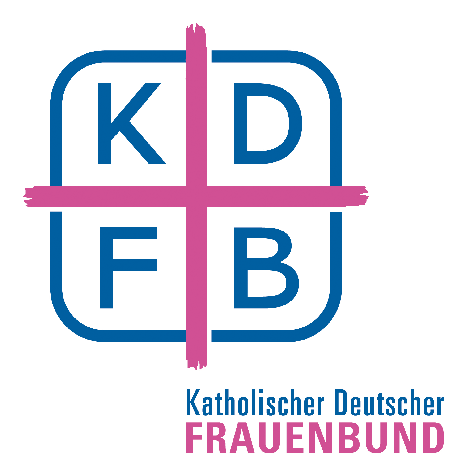 K D
F B
Katholischer Deutscher
FRAUENBUND